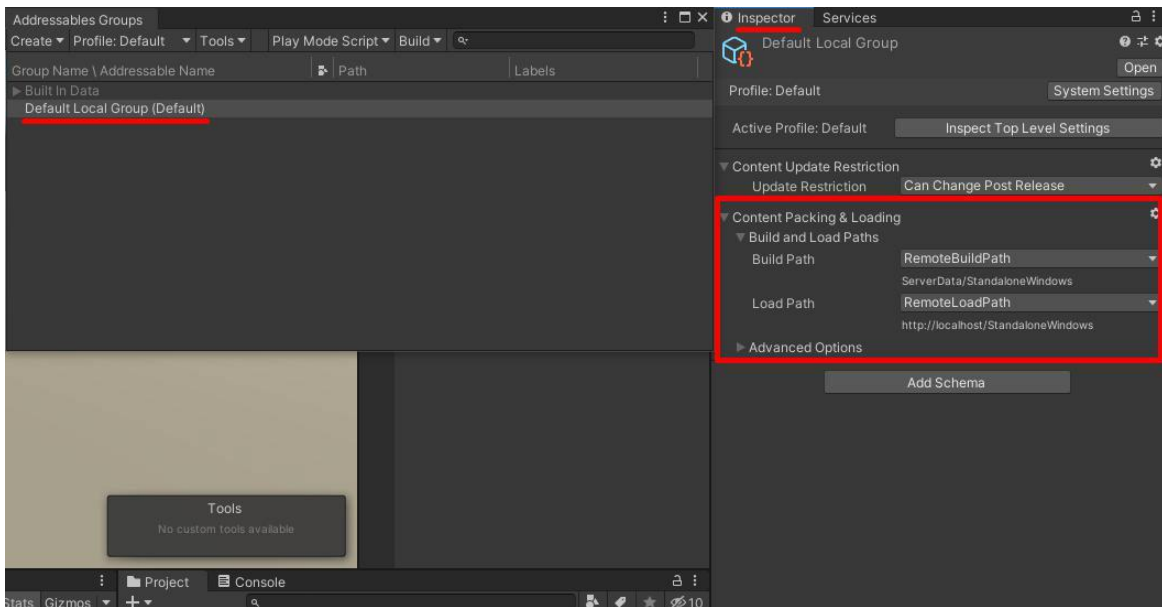 Addressables Groups
Create Profile: Default Tools Play Mode Script Build
Group Name \ Addressable Name Path Labels
Built In Data
Default Local Group (Default)
Inspector Services
Default Local Group
Open
Profile: Default System Settings
Active Profile: Default Inspect Top Level Settings
Content Update Restriction
Update Restriction Can Change Post Release
Content Packing & Loading
Build and Load Paths
Build Path RemoteBuildPath
ServerData/StandaloneWindows
Load Path RemoteLoadPath
http://localhost/StandaloneWindows
Advanced Options
Add Schema
Tools
No custom tools available
Project Console
Stats Gizmos 10